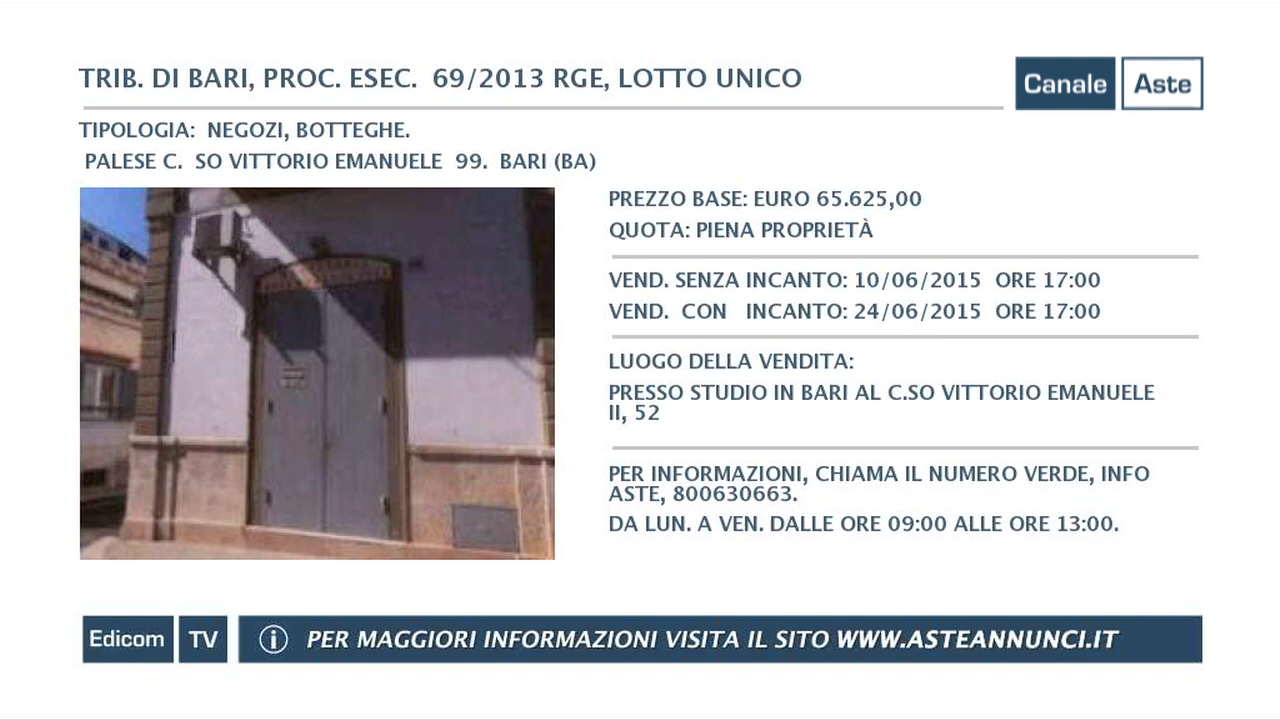 TRIB. DI BARI, PROC. ESEC. 69/2013 RGE, LOTTO UNICO
Canale Aste
TIPOLOGIA: NEGOZI, BOTTEGHE.
PALESE C. SO VITTORIO EMANUELE 99. BARI (BA)
PREZZO BASE: EURO 65.625,00
QUOTA: PIENA PROPRIETÀ
VEND. SENZA INCANTO: 10/06/2015 ORE 17:00
VEND. CON INCANTO: 24/06/2015 ORE 17:00
LUOGO DELLA VENDITA:
PRESSO STUDIO IN BARI AL C.SO VITTORIO EMANUELE
II, 52
PER INFORMAZIONI, CHIAMA IL NUMERO VERDE, INFO
ASTE, 800630663.
DA LUN. A VEN. DALLE ORE 09:00 ALLE ORE 13:00.
Edicom TV
PER MAGGIORI INFORMAZIONI VISITA IL SITO WWW.ASTEANNUNCI.IT